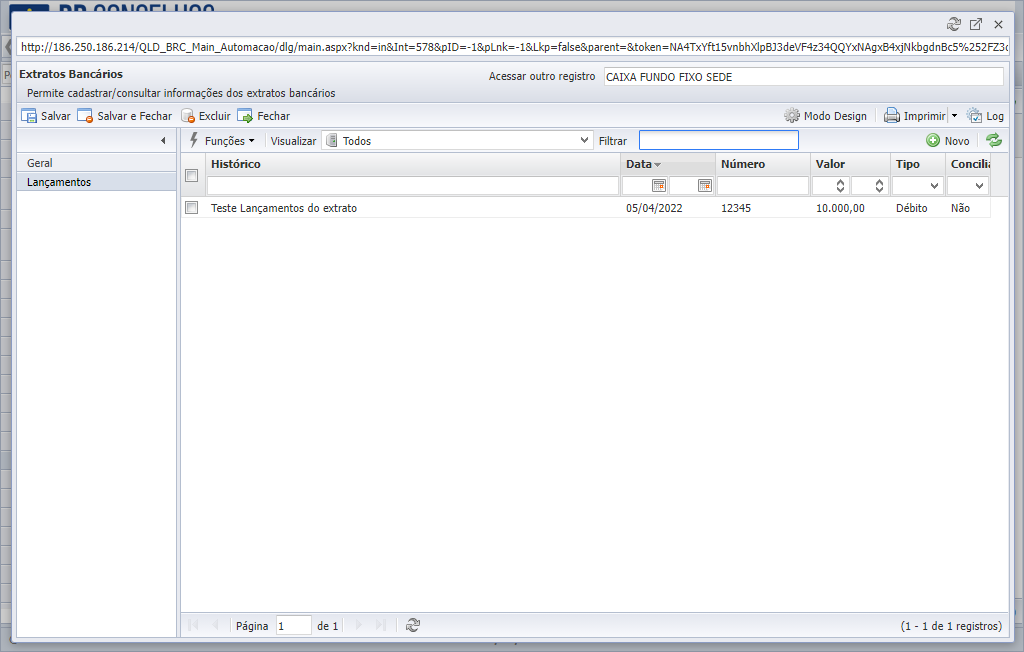 http://186.250.186.214/QLD_BRC_Main_Automacao/dlg/main.aspx?knd=in&Int=578&pID=-1&pLnk=-1&Lkp=false&parent=&token=NA4TxYft15vnbhXlpBJ3deVF4z34QQYxNAgxB4xjNkbgdnBc5%252FZ3c
Extratos Bancários
Acessar outro registro CAIXA FUNDO FIXO SEDE
Permite cadastrar/consultar informações dos extratos bancários
Salvar Salvar e Fechar Excluir Fechar Modo Design Imprimir Log
Funções Visualizar Todos Filtrar Novo
Geral
Lançamentos
Histórico Data Número Valor Tipo Concilia
Teste Lançamentos do extrato 05/04/2022 12345 10.000,00 Débito Não
Página 1 de 1 (1 - 1 de 1 registros)